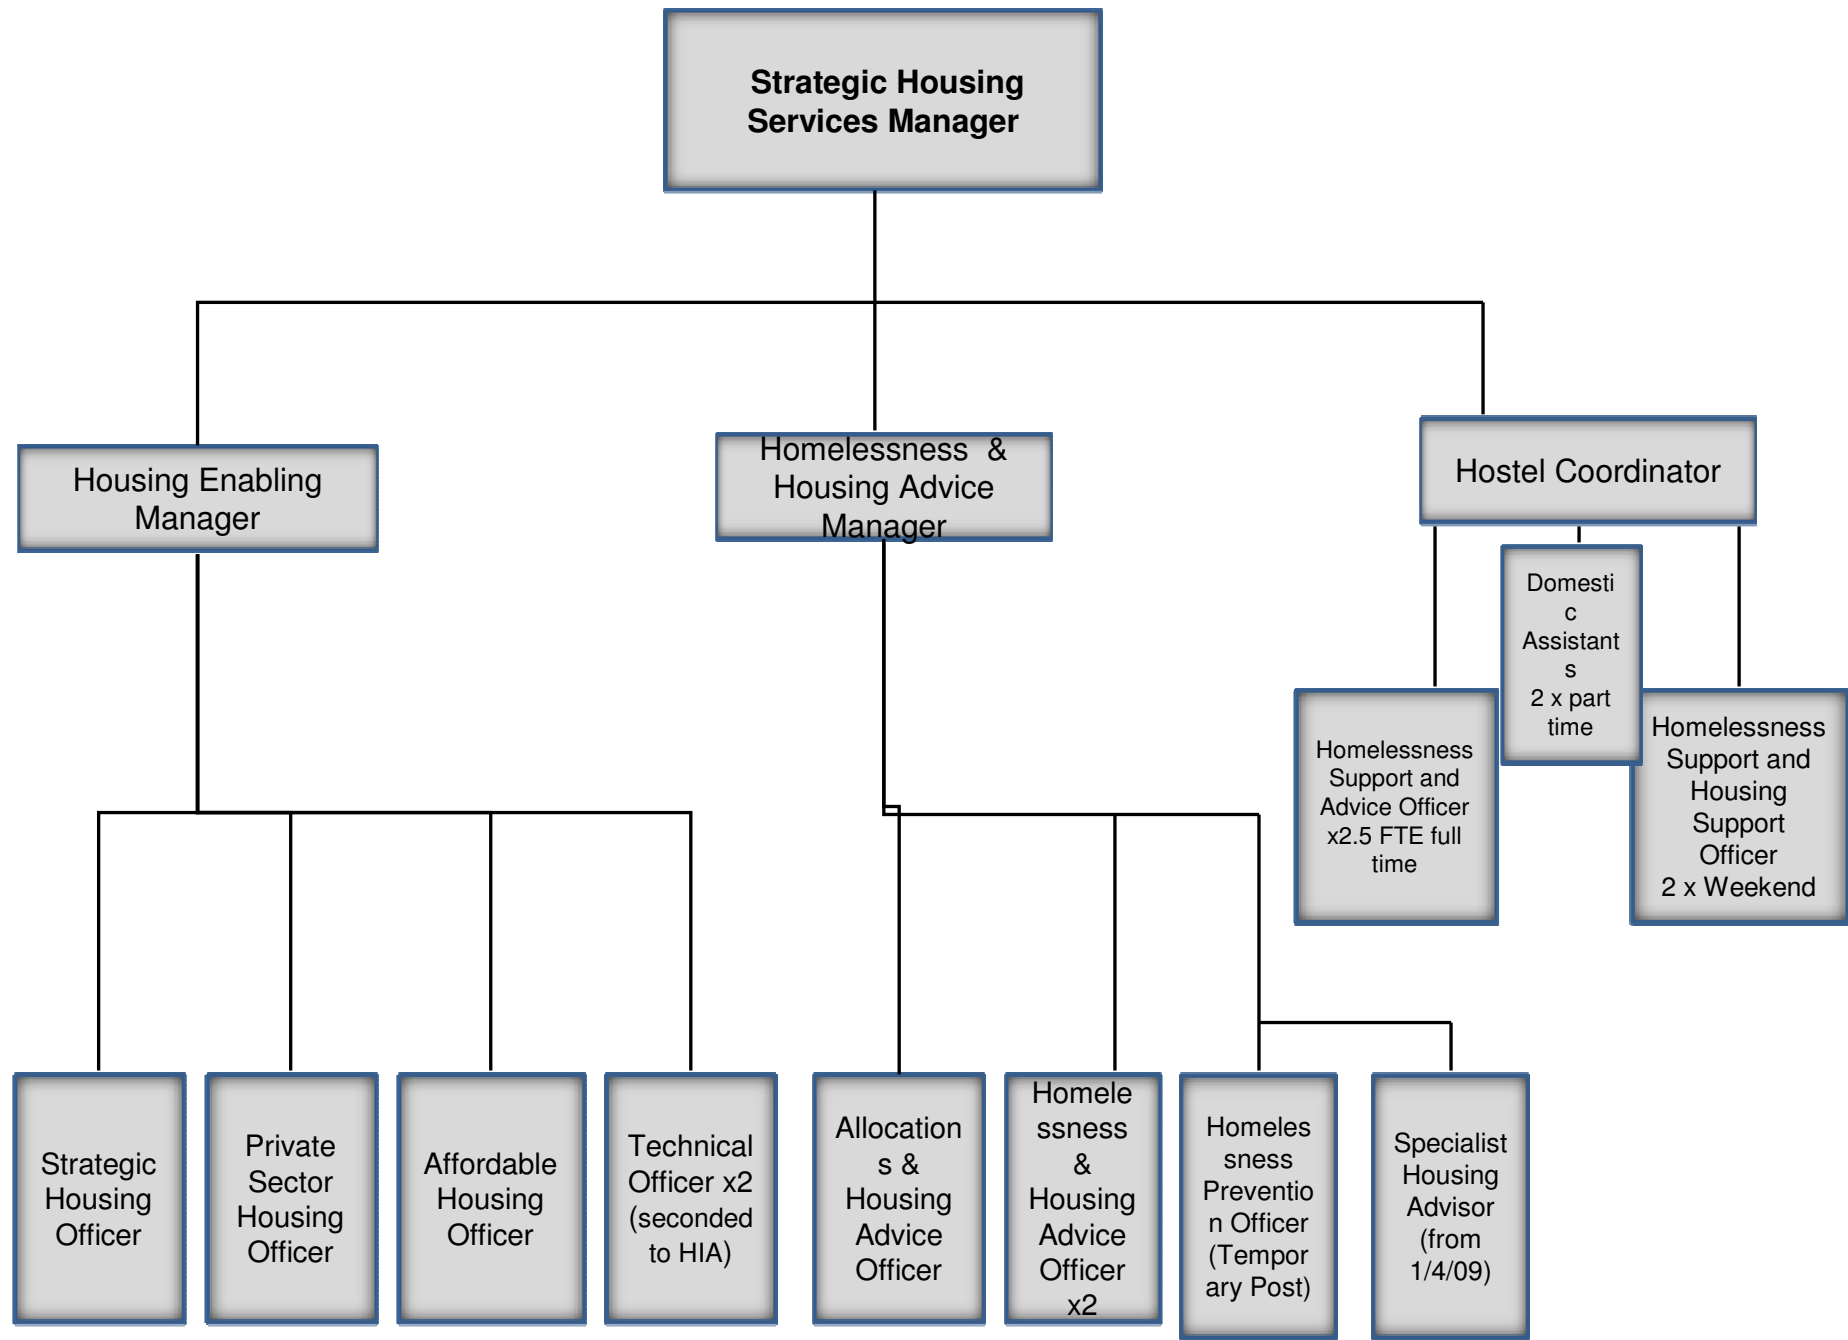 Strategic Housing
Services Manager
Housing Enabling
Manager
Homelessness &
Housing Advice
Manager
Hostel Coordinator
Domesti
c
Assistant
s
2 x part
time
Homelessness
Support and
Advice Officer
x2.5 FTE full
time
Homelessness
Support and
Housing
Support
Officer
2 x Weekend
Strategic
Housing
Officer
Private
Sector
Housing
Officer
Affordable
Housing
Officer
Technical
Officer x2
(seconded
to HIA)
Allocation
s &
Housing
Advice
Officer
Homele
ssness
&
Housing
Advice
Officer
x2
Homeles
sness
Preventio
n Officer
(Tempor
ary Post)
Specialist
Housing
Advisor
(from
1/4/09)